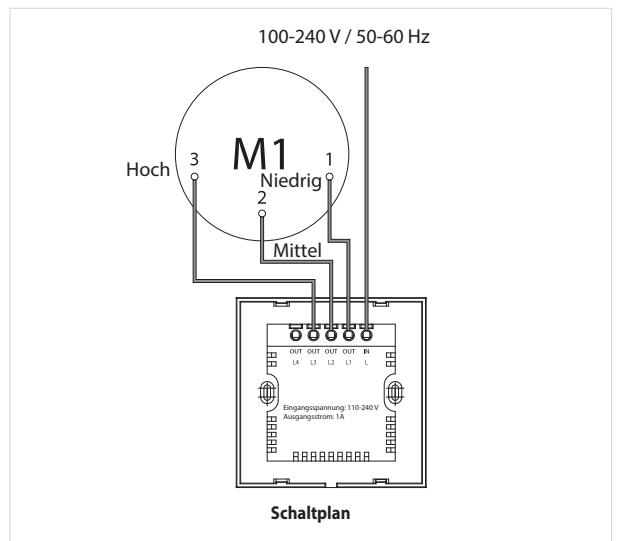 100-240 V / 50-60 Hz
M1
3
1
Hoch
Niedrig
2
Mittel
OUT OUT OUT OUT IN
L4 L3 L2 L1 L
Eingangsspannung: 110-240 V
Ausgangsstrom: 1A
Schaltplan